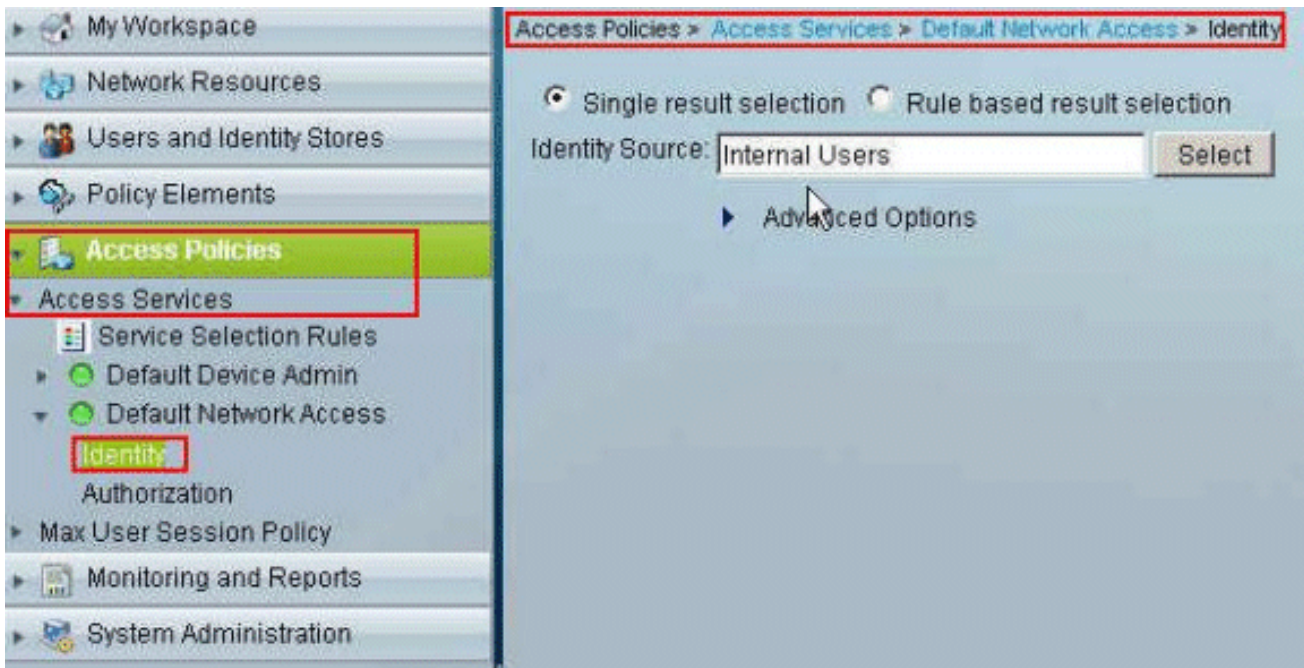 My Workspace
Network Resources
Users and Identity Stores
Policy Elements
Access Policies
Access Services
Service Selection Rules
Default Device Admin
Default Network Access
Identity
Authorization
Max User Session Policy
Monitoring and Reports
System Administration
Access Policies > Access Services > Default Network Access > Identity
Single result selection Rule based result selection
Identity Source: Internal Users Select
Advanced Options